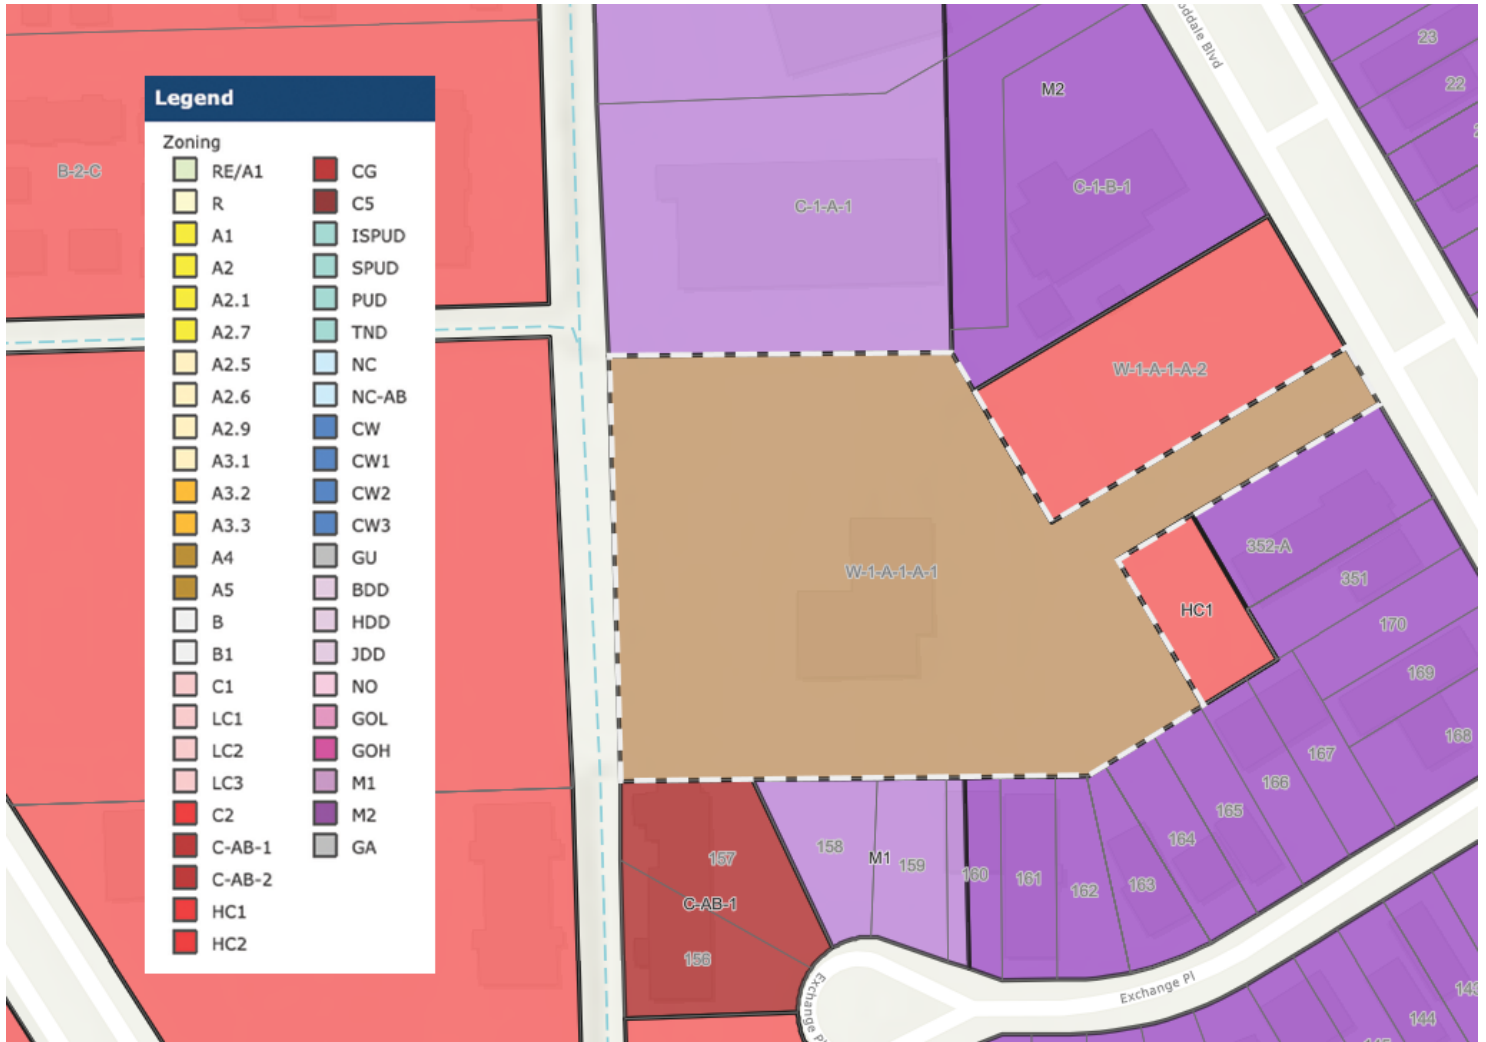 Legend
Zoning
RE/A1
R
A1
A2
A2.1
A2.7
A2.5
A2.6
A2.9
A3.1
A3.2
A3.3
A4
A5
B
B1
C1
LC1
LC2
LC3
C2
C-AB-1
C-AB-2
HC1
HC2
CG
C5
ISPUD
SPUD
PUD
TND
NC
NC-AB
CW
CW1
CW2
CW3
GU
BDD
HDD
JDD
NO
GOL
GOH
M1
M2
GA
B-2-C
C-1-A-1
M2
C-1-B-1
Blvd
23
22
W-1-A-1-A-2
W-1-A-1-A-1
HC1
352-A
351
170
169
168
167
166
165
164
163
162
161
160
159
M1
158
157
C-AB-1
156
Exchange Pl
Exchange
144